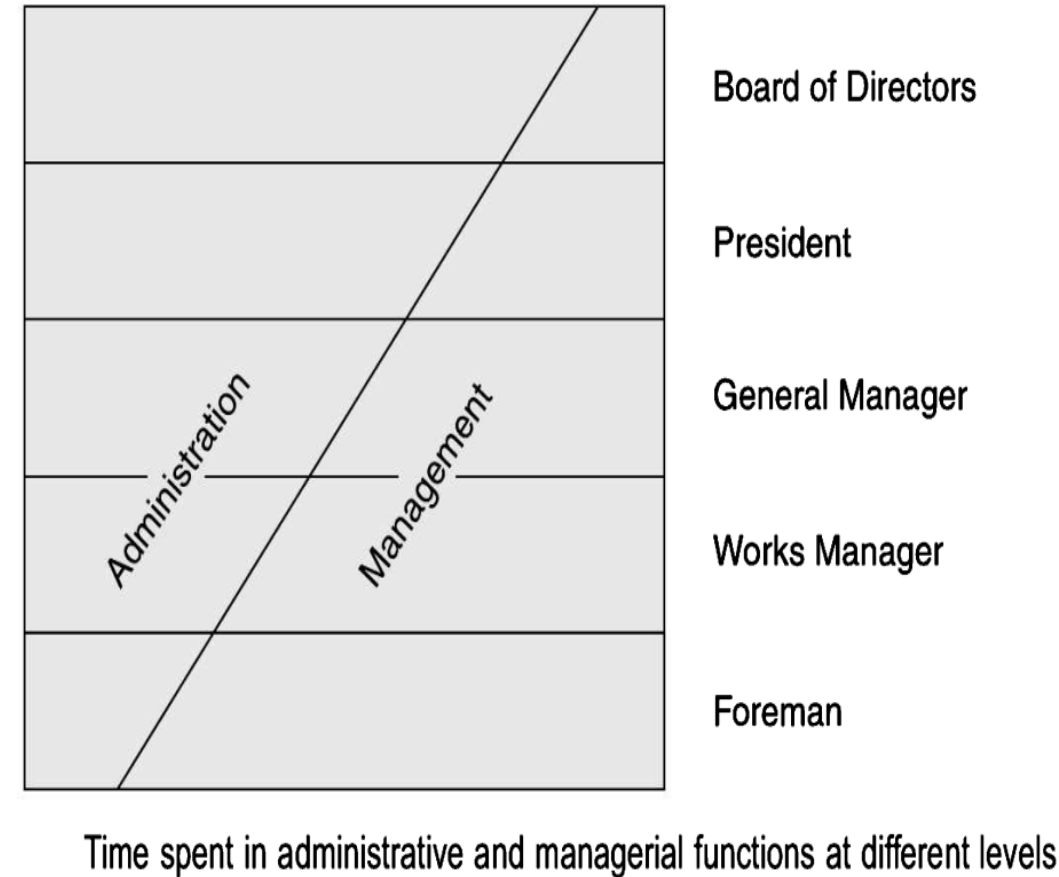 Board of Directors
President
General Manager
Administration
Management
Works Manager
Foreman
Time spent in administrative and managerial functions at different levels